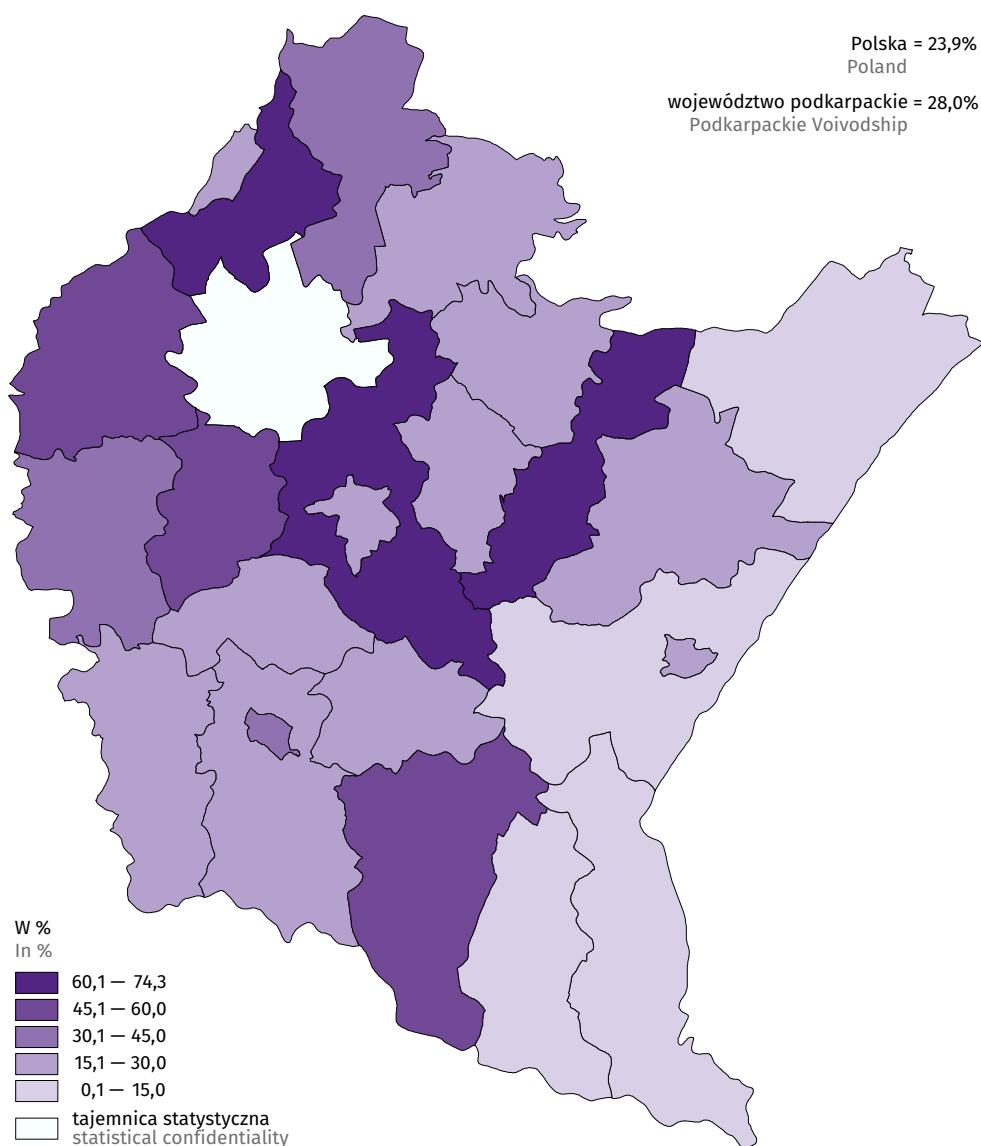 Polska = 23,9%
Poland
województwo podkarpackie = 28,0%
Podkarpackie Voivodship
W %
In %
60,1 — 74,3
45,1 — 60,0
30,1 — 45,0
15,1 — 30,0
0,1 — 15,0
tajemnica statystyczna
statistical confidentiality